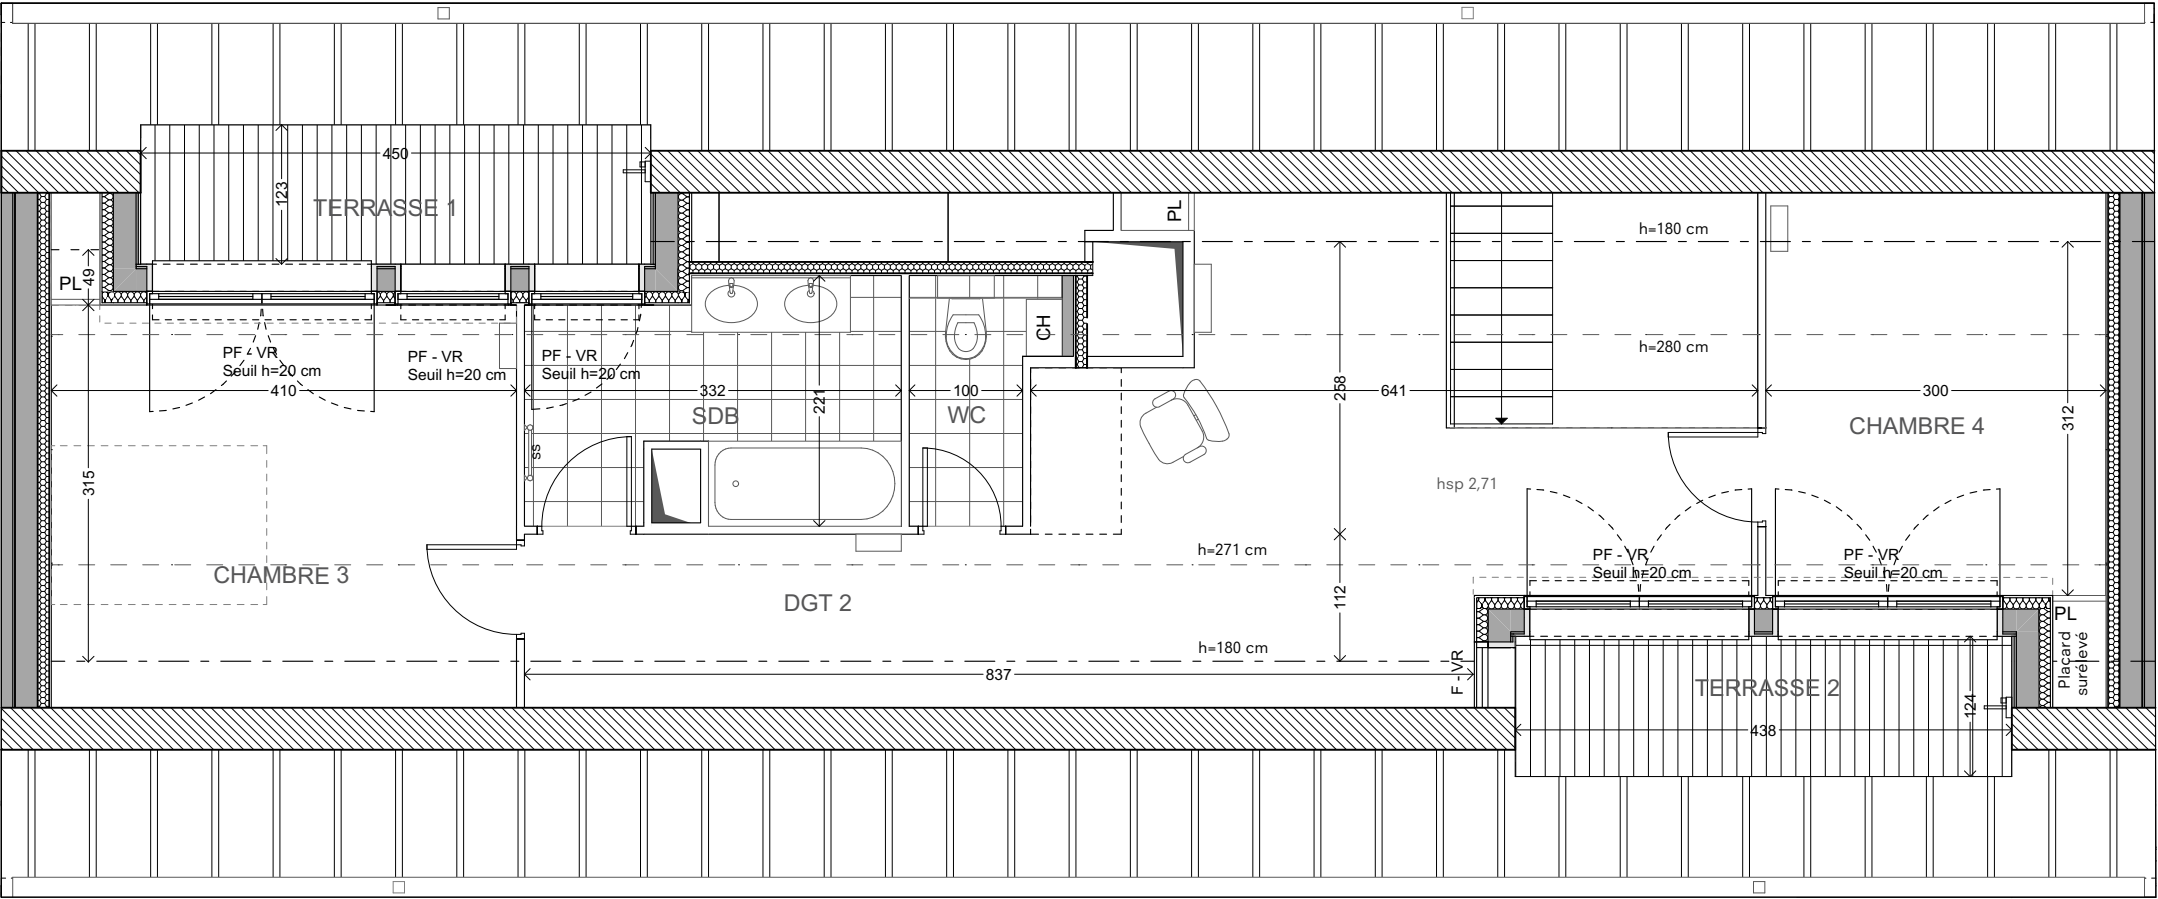 450
123
TERRASSE 1
PL
h=180 cm
49
PL
CH
PF - VR
Seuil h=20 cm
PF - VR
Seuil h=20 cm
PF - VR
Seuil h=20 cm
h=280 cm
410
332
221
100
258
641
300
SDB
WC
312
CHAMBRE 4
ss
315
hsp 2,71
h=271 cm
PF - VR
Seuil h=20 cm
PF - VR
Seuil h=20 cm
CHAMBRE 3
DGT 2
112
PL
Plaçard
surélevé
h=180 cm
837
F - VR
TERRASSE 2
124
438